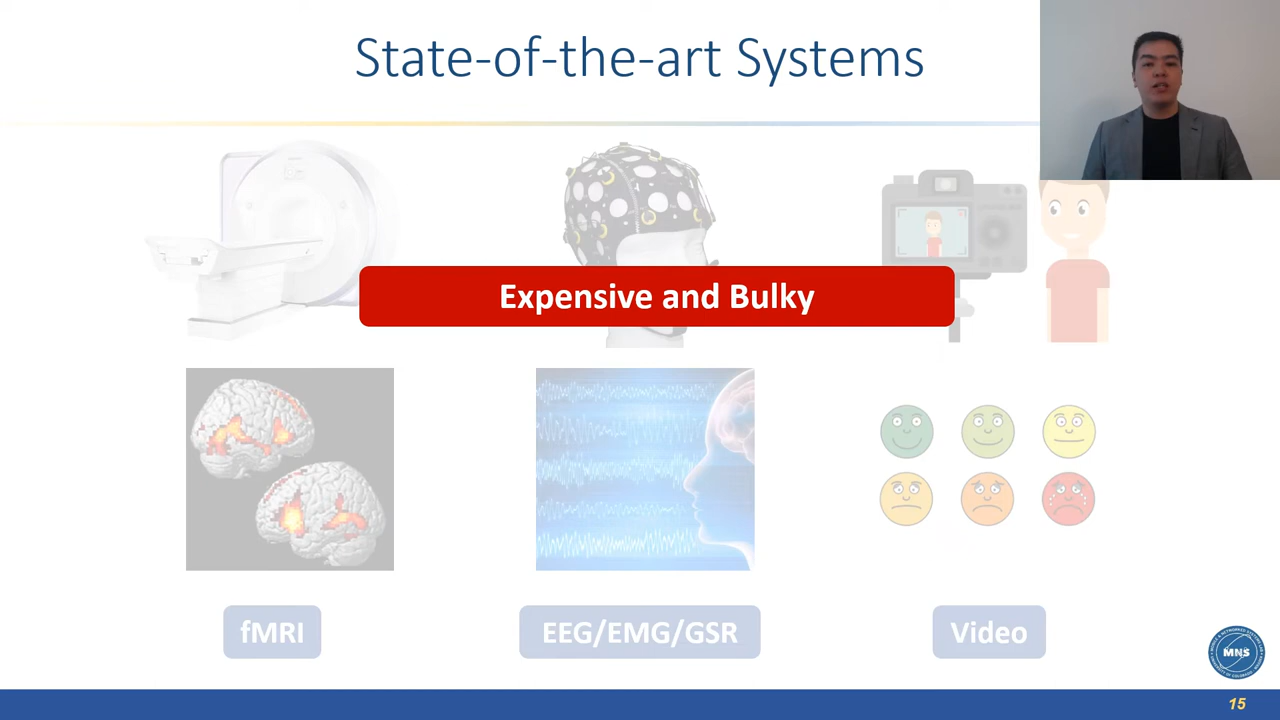 State-of-the-art Systems
Expensive and Bulky
fMRI
EEG/EMG/GSR
Video
MNS
15